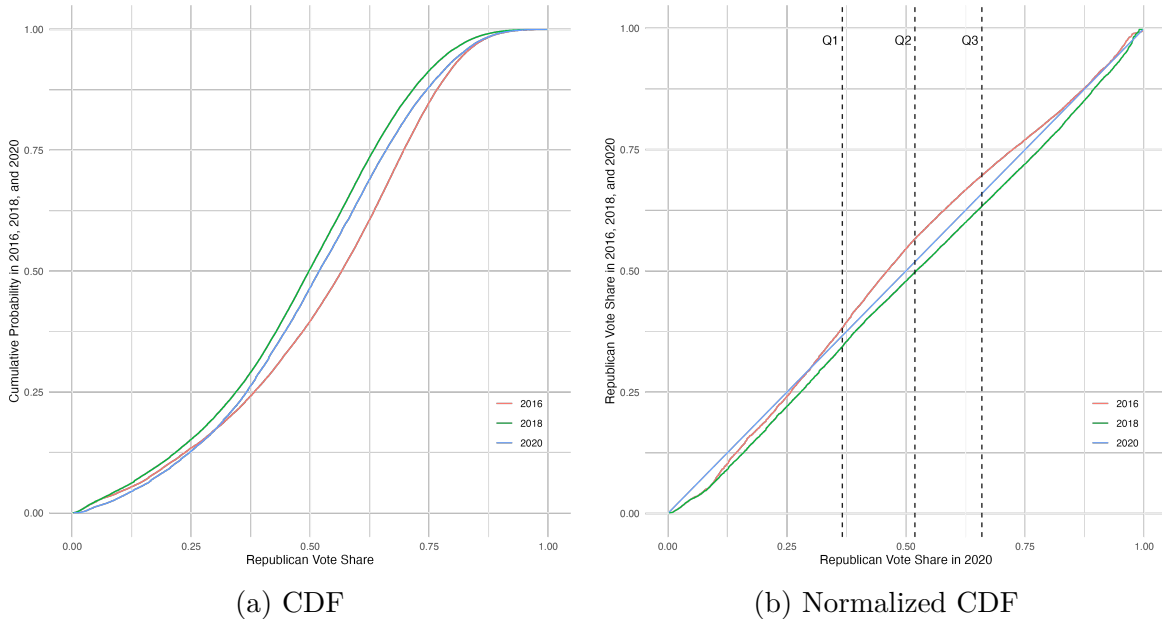 1.00
0.75
0.50
0.25
0.00
Cumulative Probability in 2016, 2018, and 2020
2016
2018
2020
0.00 0.25 0.50 0.75 1.00
Republican Vote Share
(a) CDF
1.00
0.75
0.50
0.25
0.00
Republican Vote Share in 2016, 2018, and 2020
Q1 Q2 Q3
2016
2018
2020
0.00 0.25 0.50 0.75 1.00
Republican Vote Share in 2020
(b) Normalized CDF